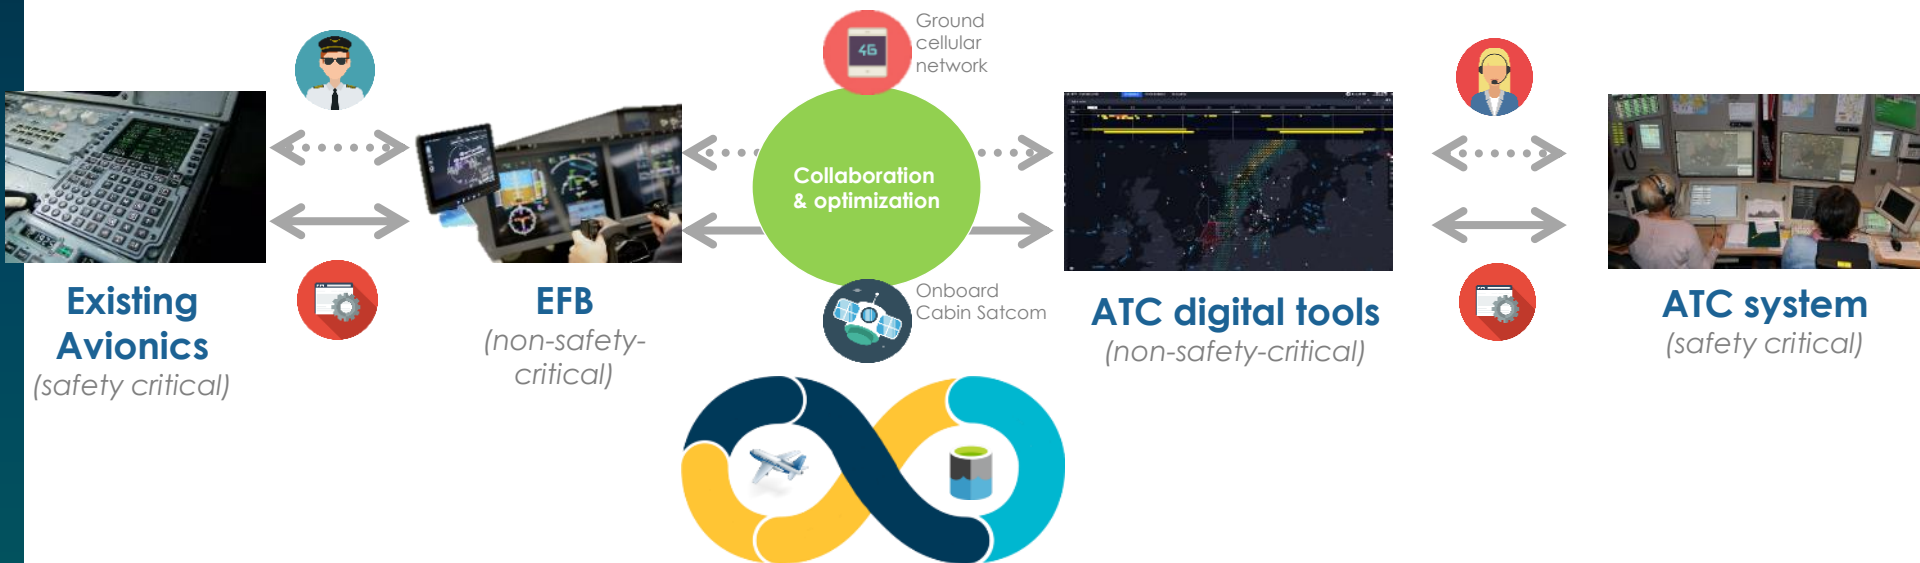 4G
Ground
cellular
network
Collaboration
& optimization
Onboard
Cabin Satcom
Existing
Avionics
(safety critical)
EFB
(non-safety-
critical)
ATC digital tools
(non-safety-critical)
ATC system
(safety critical)